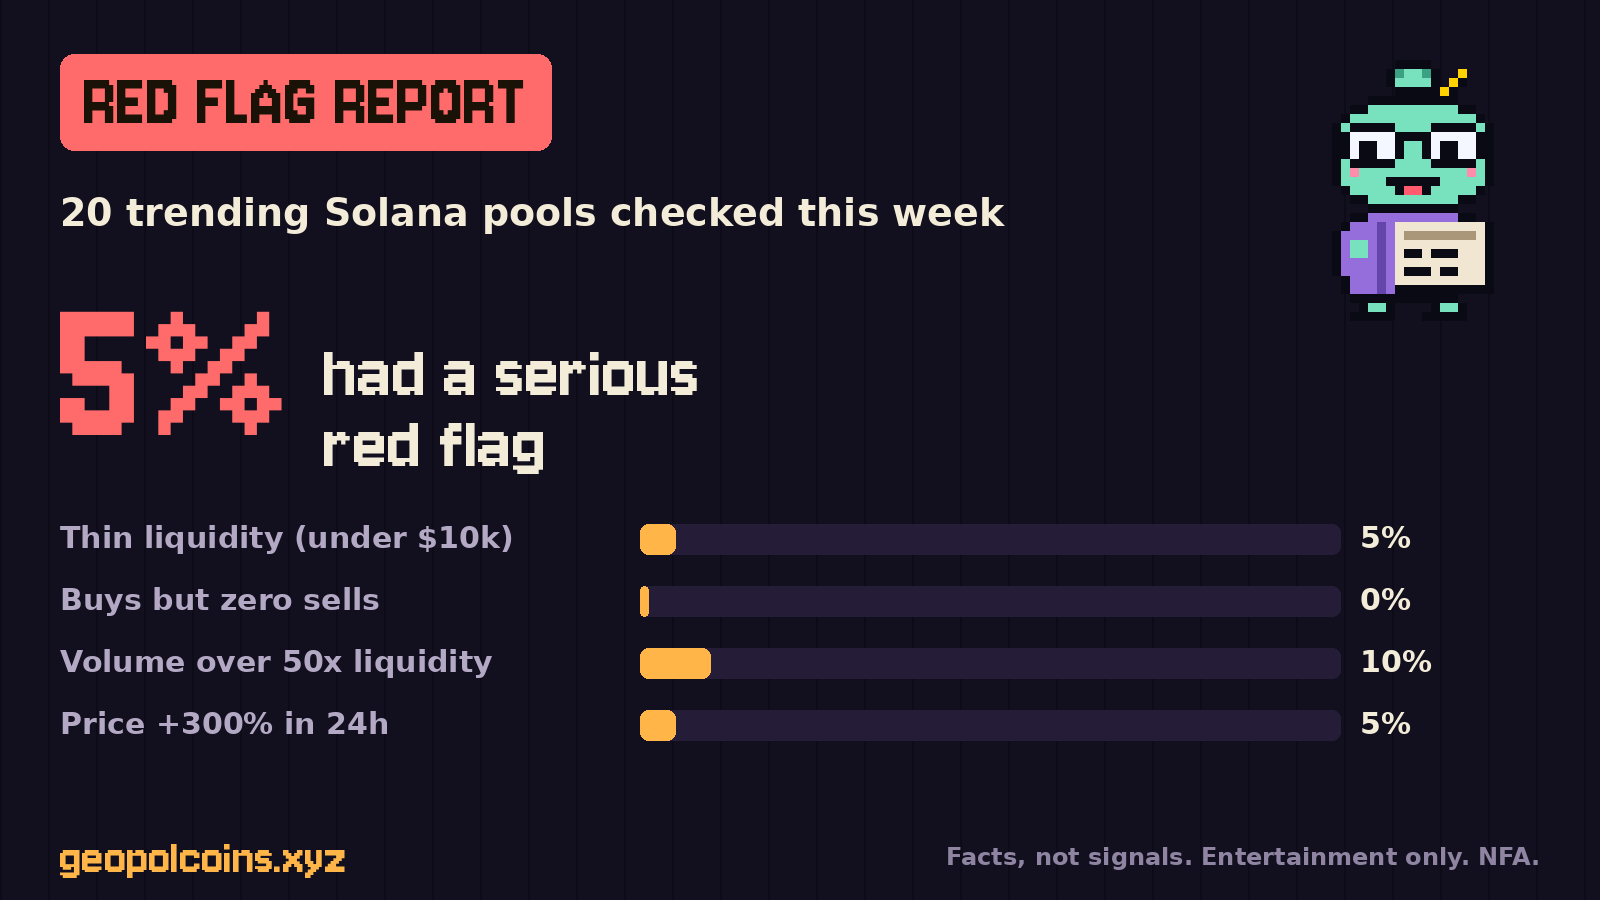 RED FLAG REPORT
20 trending Solana pools checked this week
5%
had a serious
red flag
Thin liquidity (under $10k) 5%
Buys but zero sells 0%
Volume over 50x liquidity 10%
Price +300% in 24h 5%
geopolcoins.xyz
Facts, not signals. Entertainment only. NFA.